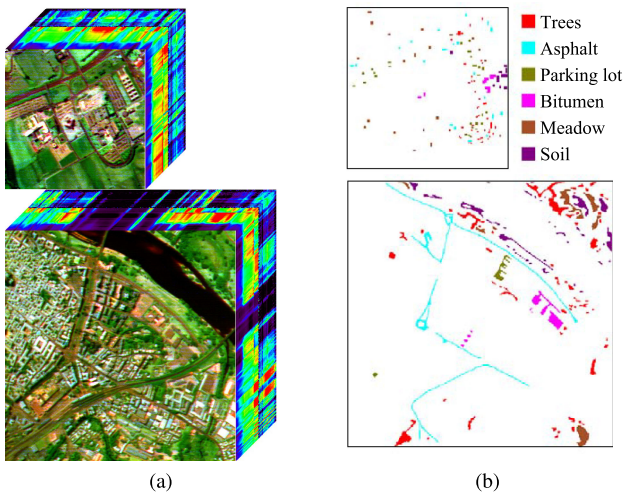 Trees
Asphalt
Parking lot
Bitumen
Meadow
Soil
(a)
(b)